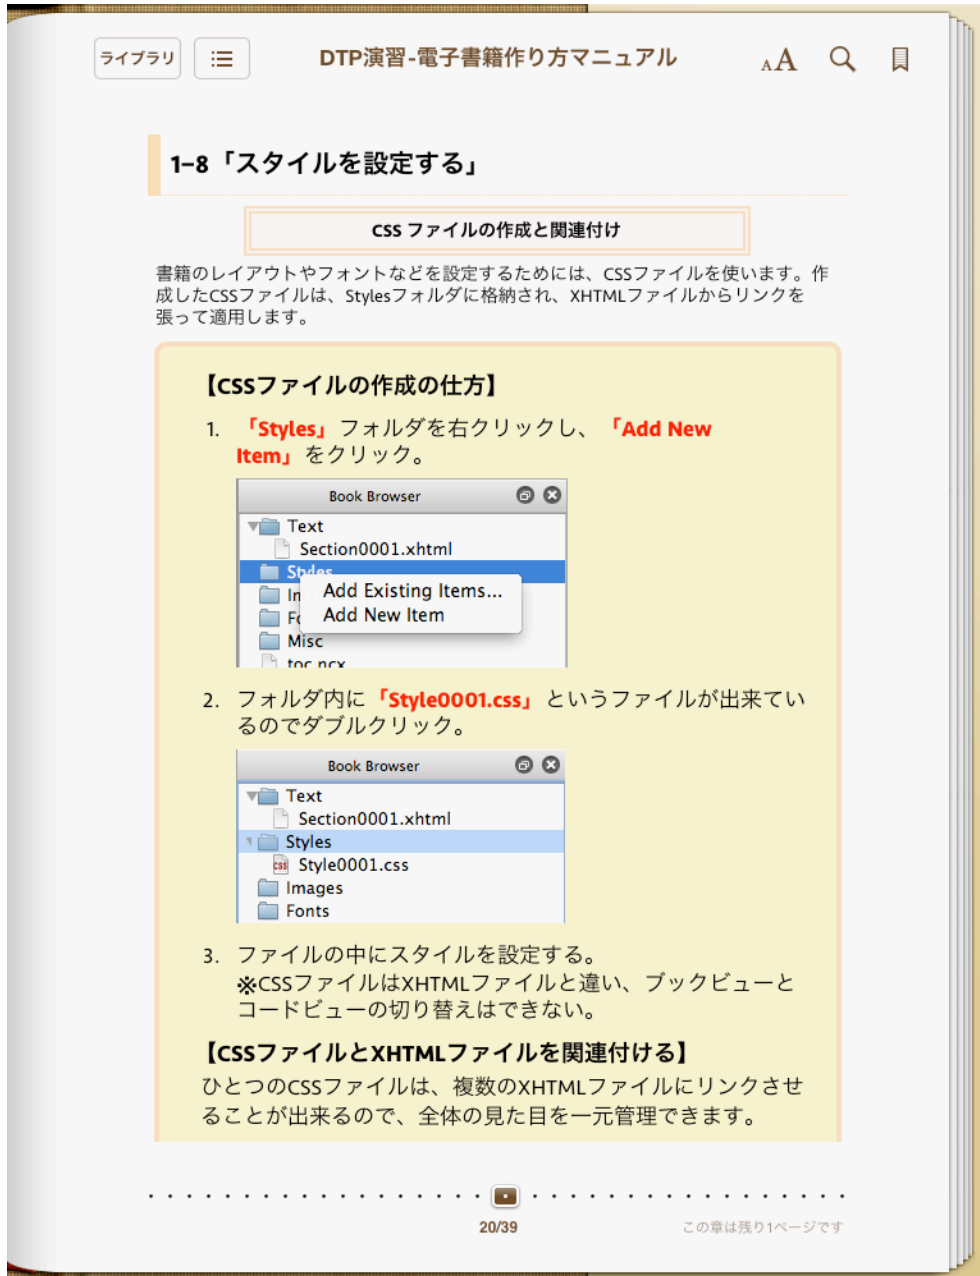 ライブラリ
DTP演習-電子書籍作り方マニュアル
AA
1-8「スタイルを設定する」
CSS ファイルの作成と関連付け
書籍のレイアウトやフォントなどを設定するためには、CSSファイルを使います。作
成したCSSファイルは、Stylesフォルダに格納され、XHTMLファイルからリンクを
張って適用します。
【CSSファイルの作成の仕方】
1. 「Styles」フォルダを右クリックし、「Add New
Item」をクリック。
Book Browser
Text
Section0001.xhtml
Styles
Add Existing Items...
Add New Item
Misc
toc.ncx
2. フォルダ内に「Style0001.css」というファイルが出来てい
るのでダブルクリック。
Book Browser
Text
Section0001.xhtml
Styles
CSS Style0001.css
Images
Fonts
3. ファイルの中にスタイルを設定する。
※CSSファイルはXHTMLファイルと違い、ブックビューと
コードビューの切り替えはできない。
【CSSファイルとXHTMLファイルを関連付ける】
ひとつのCSSファイルは、複数のXHTMLファイルにリンクさせ
ることが出来るので、全体の見た目を一元管理できます。
20/39
この章は残り1ページです